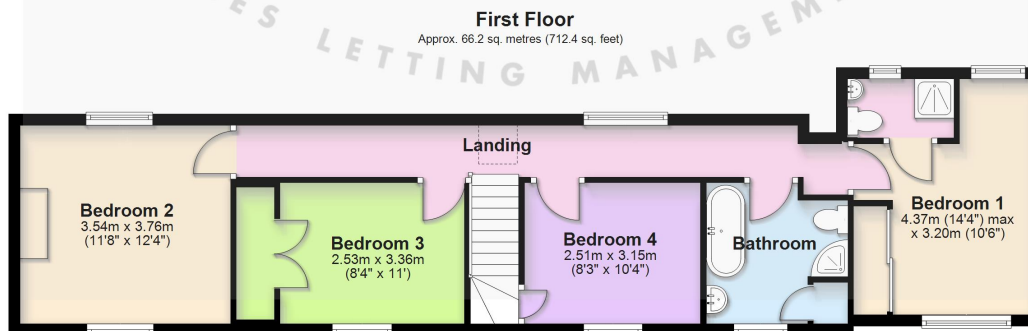 First Floor
Approx. 66.2 sq. metres (712.4 sq. feet)
ES LETTING MANAGEM
Landing
Bedroom 2
3.54m x 3.76m
(11'8" x 12'4")
Bedroom 3
2.53m x 3.36m
(8'4" x 11')
Bedroom 4
2.51m x 3.15m
(8'3" x 10'4")
Bathroom
Bedroom 1
4.37m (14'4") max
x 3.20m (10'6")